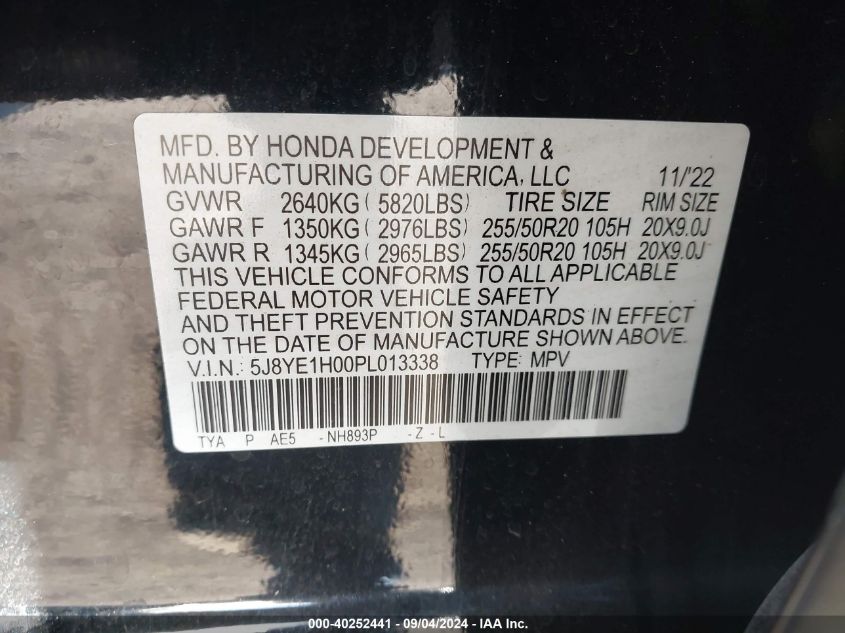 MFD. BY HONDA DEVELOPMENT &
MANUFACTURING OF AMERICA, LLC 11/'22
GVWR 2640KG ( 5820LBS) TIRE SIZE RIM SIZE
GAWR F 1350KG ( 2976LBS) 255/50R20 105H 20X9.0J
GAWR R 1345KG ( 2965LBS) 255/50R20 105H 20X9.0J
THIS VEHICLE CONFORMS TO ALL APPLICABLE
FEDERAL MOTOR VEHICLE SAFETY
AND THEFT PREVENTION STANDARDS IN EFFECT
ON THE DATE OF MANUFACTURE SHOWN ABOVE.
V.I.N.: 5J8YE1H00PL013338 TYPE: MPV
TYA P AE5 -NH893P -Z-L
000-40252441 - 09/04/2024 - IAA Inc.